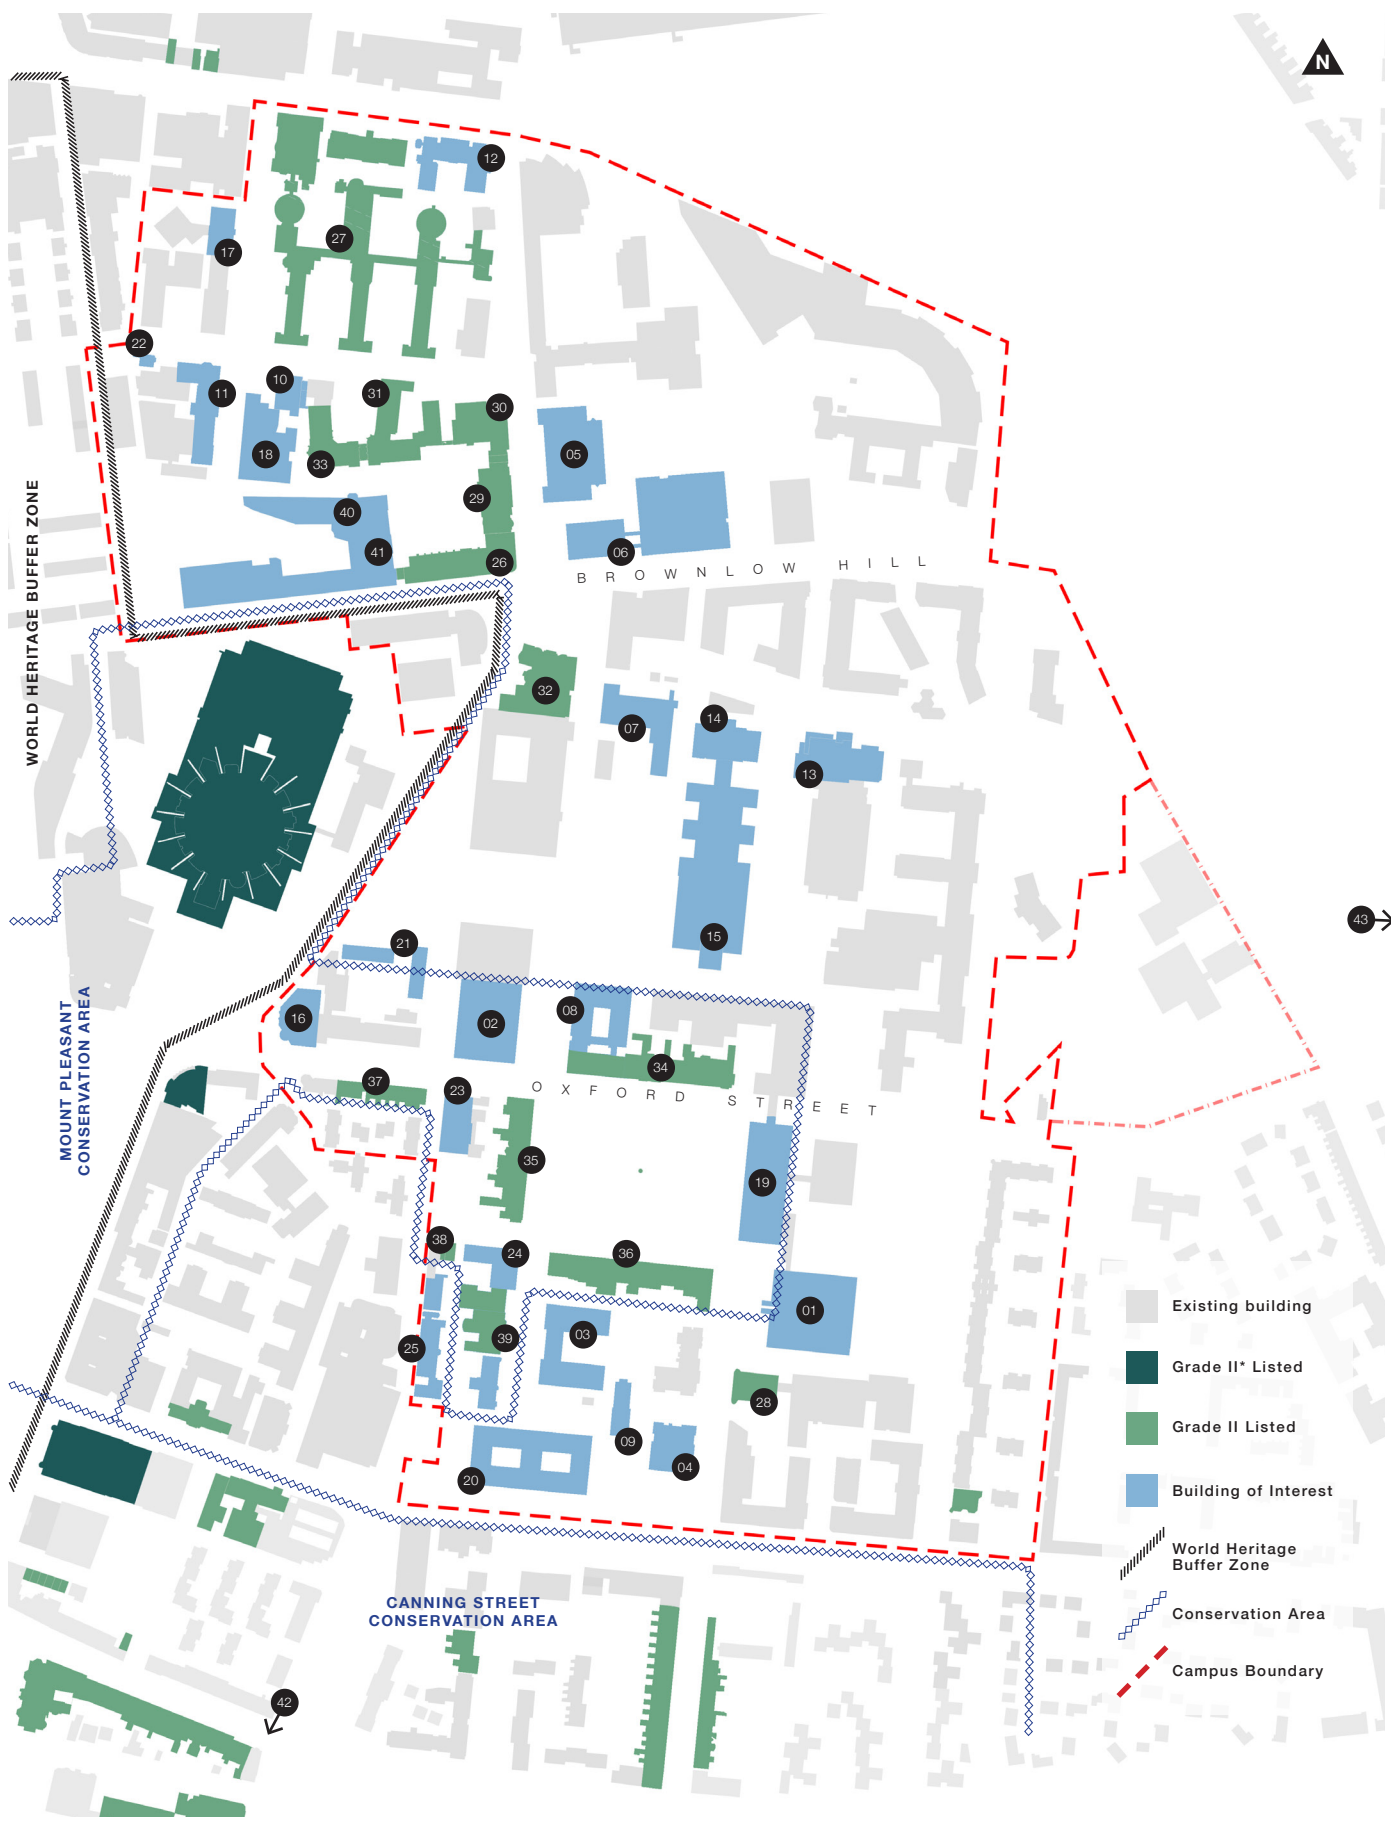 N
12
27
17
22
10
11
31
30
18
33
05
29
40
41
06
26
BROWNLOW HILL
WORLD HERITAGE BUFFER ZONE
32
07
14
13
43
15
21
08
16
02
MOUNT PLEASANT
CONSERVATION AREA
34
37
23
OXFORD STREET
35
19
38
24
36
01
03
39
25
28
09
04
20
Existing building
Grade II* Listed
Grade II Listed
Building of Interest
World Heritage
Buffer Zone
Conservation Area
Campus Boundary
CANNING STREET
CONSERVATION AREA
42